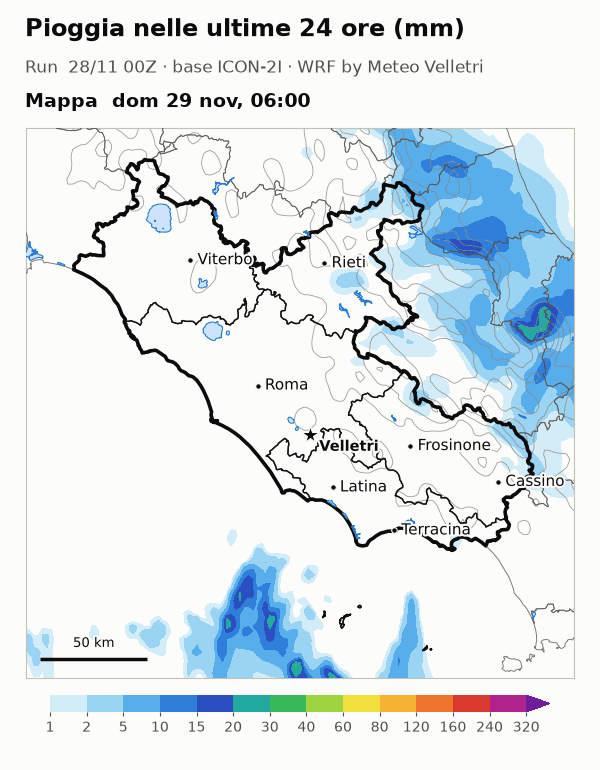 Pioggia nelle ultime 24 ore (mm)
Run  28/11 00Z · base ICON-2I · WRF by Meteo Velletri
Mappa  dom 29 nov, 06:00
Viterbo
Rieti
Roma
Velletri
Frosinone
Latina
Cassino
Terracina
50 km
1 2 5 10 15 20 30 40 60 80 120 160 240 320